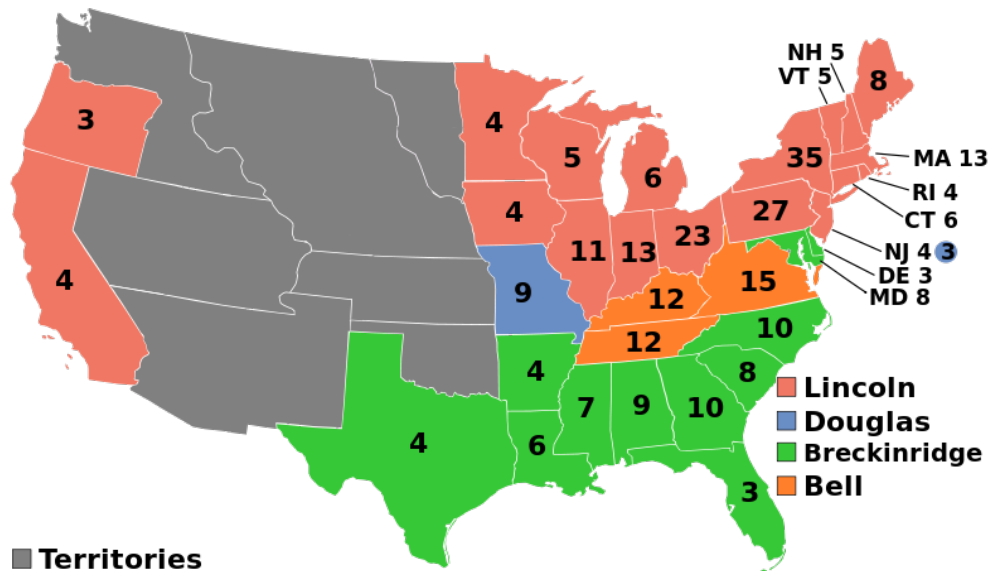 NH 5
VT 5
8
3
4
5
6
35
MA 13
RI 4
CT 6
4
27
23
11
13
NJ 4 3
DE 3
MD 8
4
9
12
15
12
10
4
8
7
9
10
4
6
3
Lincoln
Douglas
Breckinridge
Bell
Territories